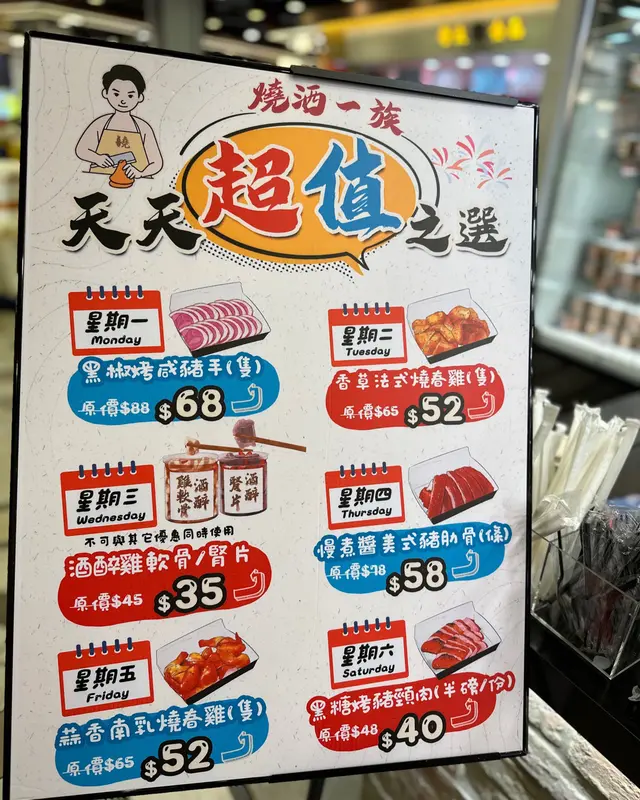 燒酒一族
天天超值之選
燒
星期一
Monday
黑椒烤咸豬手(隻)
原價$88 $68
星期二
Tuesday
香草法式燒春雞(隻)
原價$65 $52
星期三
Wednesday
酒醉
雞軟骨
酒醉
腎片
不可與其它優惠同時使用
酒醉雞軟骨/腎片
原價$45 $35
星期四
Thursday
慢煮醬美式豬肋骨(條)
原價$78 $58
星期五
Friday
蒜香南乳燒春雞(隻)
原價$65 $52
星期六
Saturday
黑糖烤豬頸肉(半磅/份)
原價$48 $40